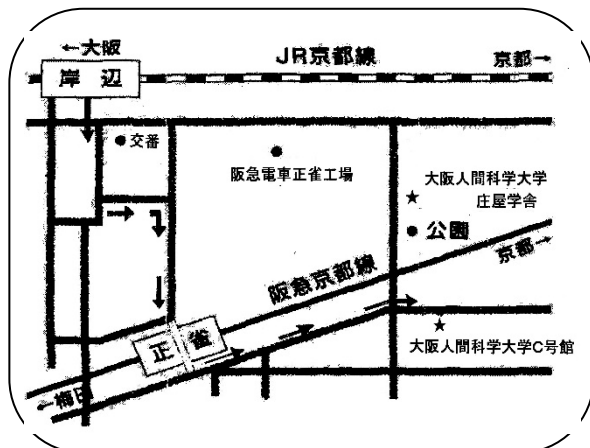 ←大阪
JR京都線
京都→
岸辺
交番
阪急電車正雀工場
大阪人間科学大学
庄屋学舎
公園
京都→
阪急京都線
正雀
大阪人間科学大学C号館
←梅田